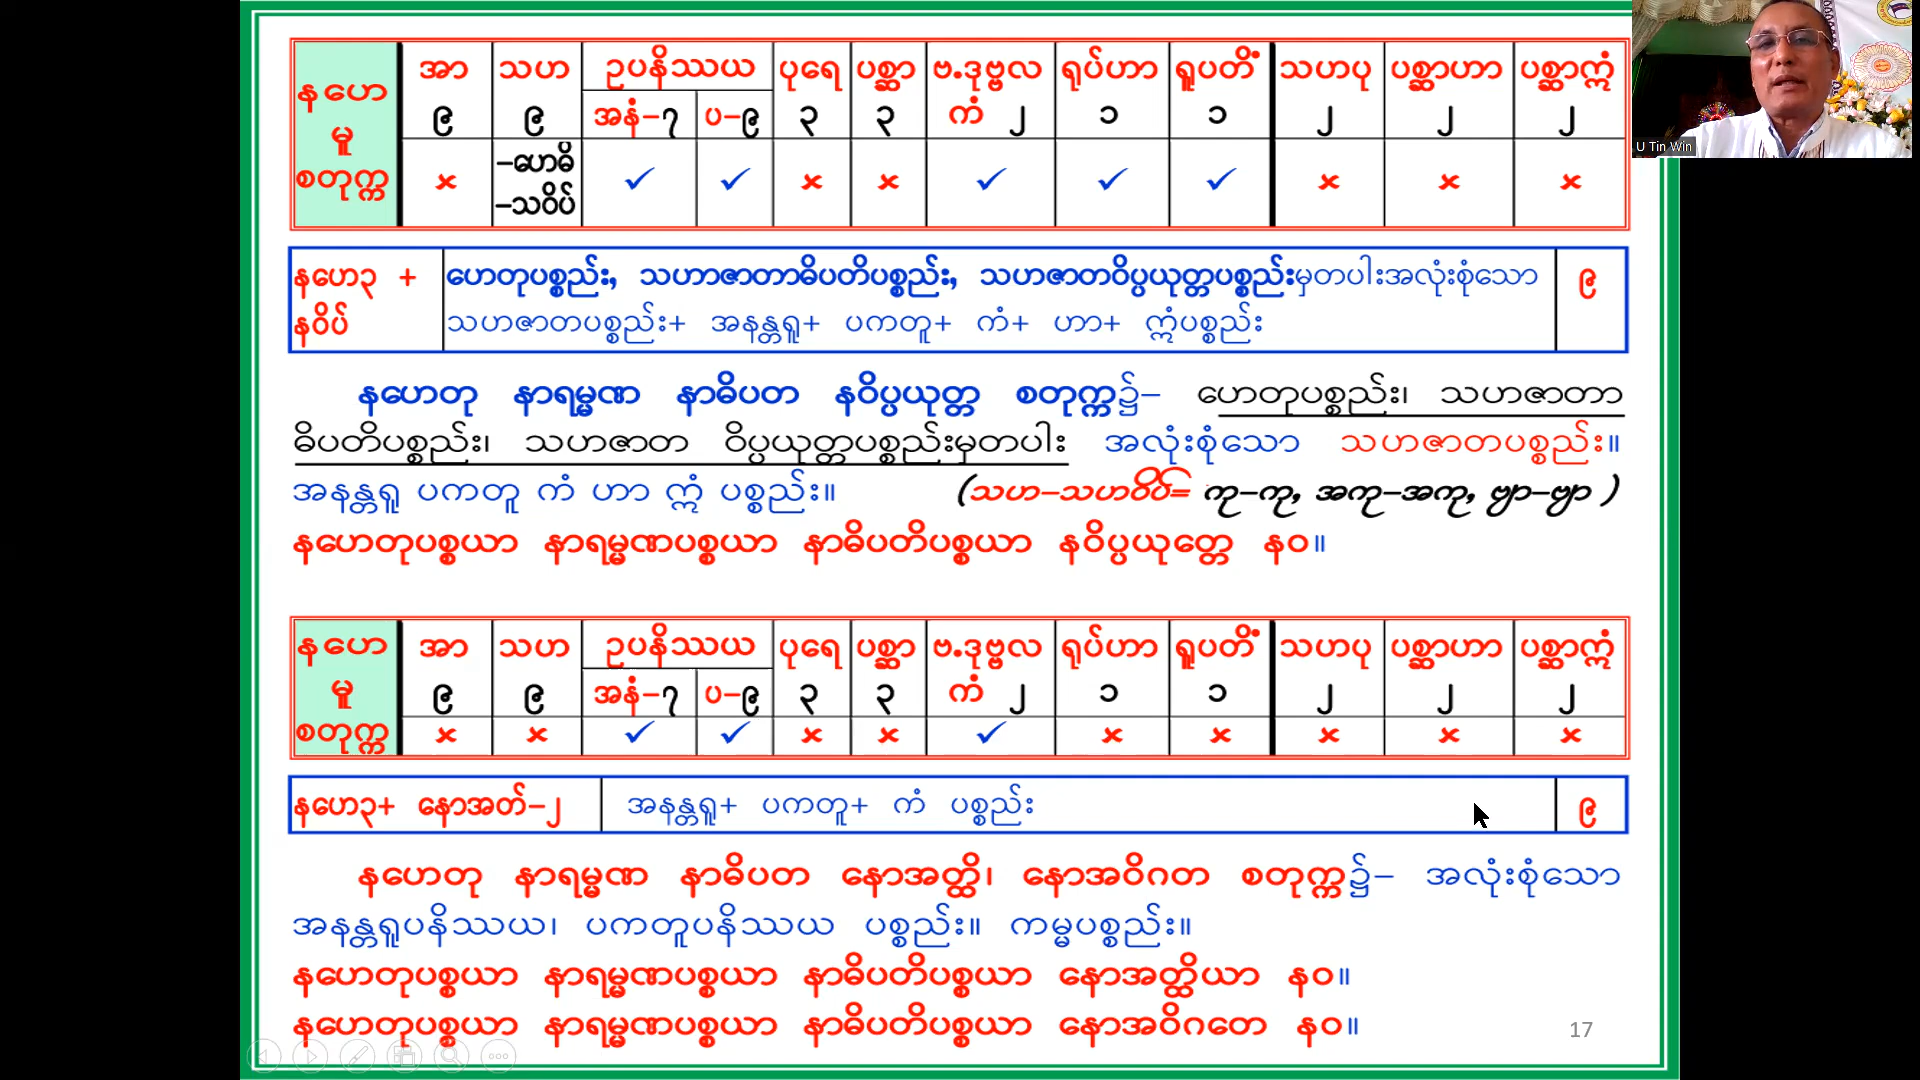 နဟေ အာ သဟ ဥပနိဿယ ပုရေ ပစ္ဆာ ဗ.ဒုဗ္ဗလ ရုပ်ဟာ ရူပတိံ သဟပု ပစ္ဆာဟာ ပစ္ဆာဣံ
မူ ၉ ၉ အနံ–၇ ပ–၉ ၃ ၃ ကံ ၂ ၁ ၁ ၂ ၂ ၂
စတုက္က × –ဟေဓိ ✓ ✓ × × ✓ ✓ ✓ × × ×
–သဝိပ်
နဟေ၃ + ဟေတုပစ္စည်း, သဟာဇာတာဓိပတိပစ္စည်း, သဟဇာတဝိပ္ပယုတ္တပစ္စည်းမှတပါးအလုံးစုံသော ၉
နဝိပ် သဟဇာတပစ္စည်း+ အနန္တရူ+ ပကတူ+ ကံ+ ဟာ+ ဣံပစ္စည်း
နဟေတု နာရမ္မဏ နာဓိပတ နဝိပ္ပယုတ္တ စတုက္က၌– ဟေတုပစ္စည်း၊ သဟဇာတာ
ဓိပတိပစ္စည်း၊ သဟဇာတ ဝိပ္ပယုတ္တပစ္စည်းမှတပါး အလုံးစုံသော သဟဇာတပစ္စည်း။
အနန္တရူ ပကတူ ကံ ဟာ ဣံ ပစ္စည်း။ (သဟ–သဟဝိပ်= ကု–ကု, အကု–အကု, ဗျာ–ဗျာ )
နဟေတုပစ္စယာ နာရမ္မဏပစ္စယာ နာဓိပတိပစ္စယာ နဝိပ္ပယုတ္တေ နဝ။
နဟေ အာ သဟ ဥပနိဿယ ပုရေ ပစ္ဆာ ဗ.ဒုဗ္ဗလ ရုပ်ဟာ ရူပတိံ သဟပု ပစ္ဆာဟာ ပစ္ဆာဣံ
မူ ၉ ၉ အနံ–၇ ပ–၉ ၃ ၃ ကံ ၂ ၁ ၁ ၂ ၂ ၂
စတုက္က × × ✓ ✓ × × ✓ × × × × ×
နဟေ၃+ နောအတ်–၂ အနန္တရူ+ ပကတူ+ ကံ ပစ္စည်း ၉
နဟေတု နာရမ္မဏ နာဓိပတ နောအတ္ထိ၊ နောအဝိဂတ စတုက္က၌– အလုံးစုံသော
အနန္တရူပနိဿယ၊ ပကတူပနိဿယ ပစ္စည်း။ ကမ္မပစ္စည်း။
နဟေတုပစ္စယာ နာရမ္မဏပစ္စယာ နာဓိပတိပစ္စယာ နောအတ္ထိယာ နဝ။
နဟေတုပစ္စယာ နာရမ္မဏပစ္စယာ နာဓိပတိပစ္စယာ နောအဝိဂတေ နဝ။
17
U Tin Win